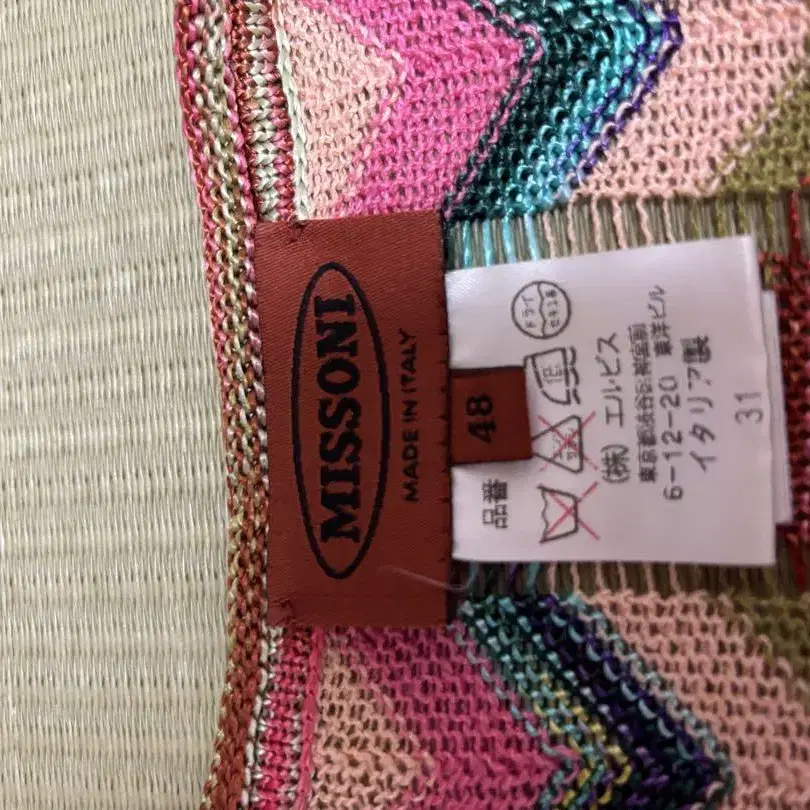 MISSONI
MADE IN ITALY
48
品番
ドライ
セキユ系
(株) エル・ビス
東京都渋谷区神宮前
6-12-20 東洋ビル
イタリア製
31